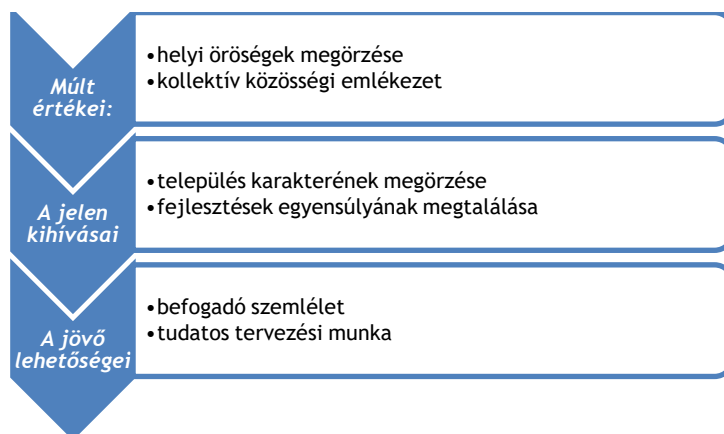 Múlt
értékei:
•helyi öröségek megőrzése
•kollektív közösségi emlékezet
A jelen
kihívásai
•település karakterének megőrzése
•fejlesztések egyensúlyának megtalálása
A jövő
lehetőségei
•befogadó szemlélet
•tudatos tervezési munka